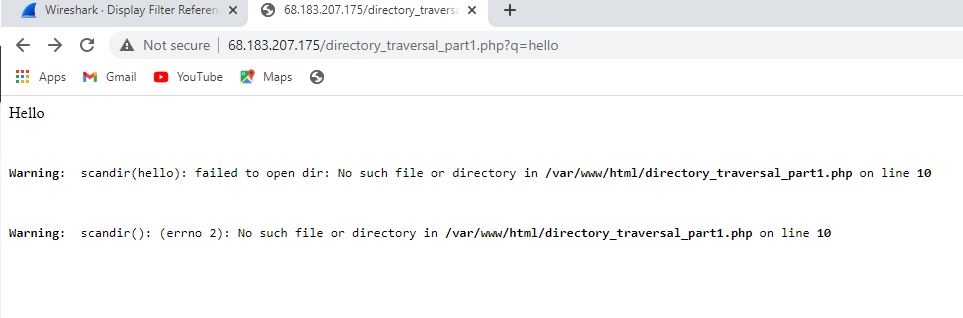 Wireshark · Display Filter Referen
68.183.207.175/directory_travers
Not secure
68.183.207.175/directory_traversal_part1.php?q=hello
Apps
Gmail
YouTube
Maps
Hello
Warning: scandir(hello): failed to open dir: No such file or directory in /var/www/html/directory_traversal_part1.php on line 10
Warning: scandir(): (errno 2): No such file or directory in /var/www/html/directory_traversal_part1.php on line 10